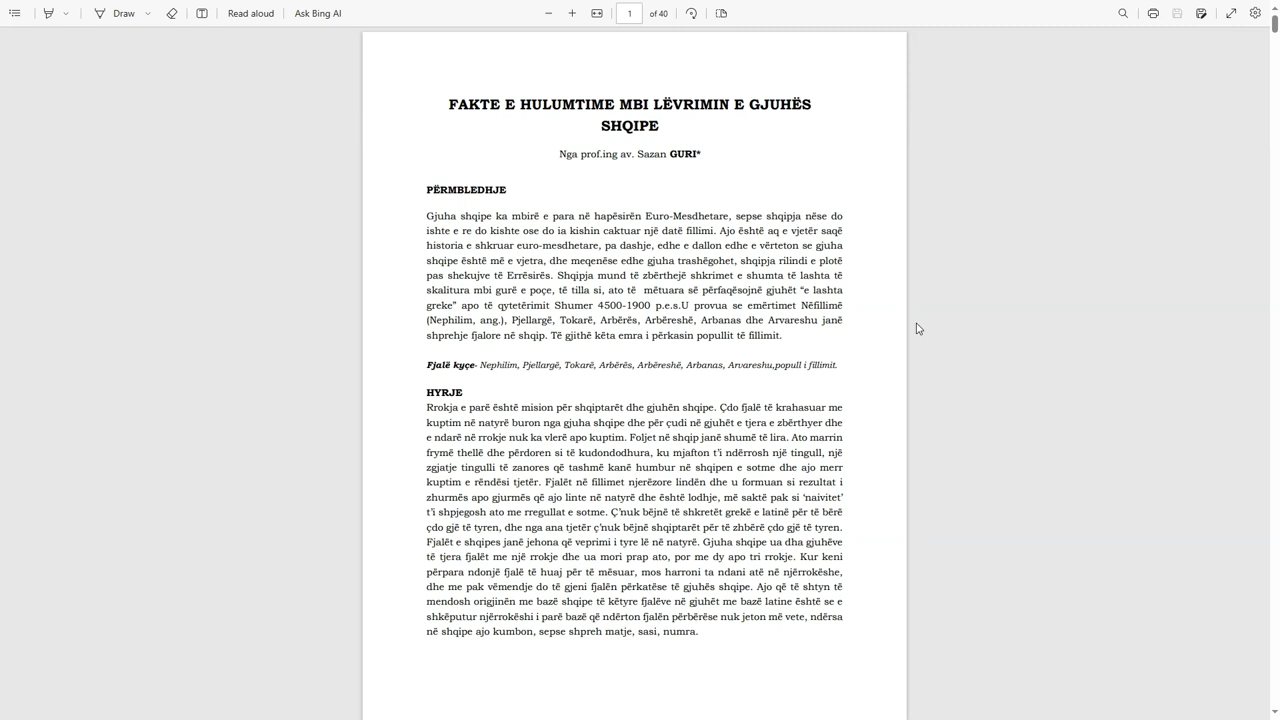 Draw
Read aloud
Ask Bing AI
1
of 40
FAKTE E HULUMTIME MBI LËVRIMIN E GJUHËS
SHQIPE
Nga prof.ing av. Sazan GURI*
PËRMBLEDHJE
Gjuha shqipe ka mbirë e para në hapësirën Euro-Mesdhetare, sepse shqipja nëse do
ishte e re do kishte ose do ia kishin caktuar një datë fillimi. Ajo është aq e vjetër saqë
historia e shkruar euro-mesdhetare, pa dashje, edhe e dallon edhe e vërteton se gjuha
shqipe është më e vjetra, dhe meqenëse edhe gjuha trashëgohet, shqipja rilindi e plotë
pas shekujve të Errësirës. Shqipja mund të zbërthejë shkrimet e shumta të lashta të
skalitura mbi gurë e poçe, të tilla si, ato të mëtuara së përfaqësojnë gjuhët “e lashta
greke” apo të qytetërimit Shumer 4500-1900 p.e.s.U provua se emërtimet Nëfillimë
(Nephilim, ang.), Pjellargë, Tokarë, Arbërës, Arbëreshë, Arbanas dhe Arvareshu janë
shprehje fjalore në shqip. Të gjithë këta emra i përkasin popullit të fillimit.
Fjalë kyçe- Nephilim, Pjellargë, Tokarë, Arbërës, Arbëreshë, Arbanas, Arvareshu,popull i fillimit.
HYRJE
Rrokja e parë është mision për shqiptarët dhe gjuhën shqipe. Çdo fjalë të krahasuar me
kuptim në natyrë buron nga gjuha shqipe dhe për çudi në gjuhët e tjera e zbërthyer dhe
e ndarë në rrokje nuk ka vlerë apo kuptim. Foljet në shqip janë shumë të lira. Ato marrin
frymë thellë dhe përdoren si të kudondodhura, ku mjafton t’i ndërrosh një tingull, një
zgjatje tingulli të zanores që tashmë kanë humbur në shqipen e sotme dhe ajo merr
kuptim e rëndësi tjetër. Fjalët në fillimet njerëzore lindën dhe u formuan si rezultat i
zhurmës apo gjurmës që ajo linte në natyrë dhe është lodhje, më saktë pak si ‘naivitet’
t’i shpjegosh ato me rregullat e sotme. Ç’nuk bëjnë të shkretët grekë e latinë për të bërë
çdo gjë të tyren, dhe nga ana tjetër ç’nuk bëjnë shqiptarët për të zhbërë çdo gjë të tyren.
Fjalët e shqipes janë jehona që veprimi i tyre lë në natyrë. Gjuha shqipe ua dha gjuhëve
të tjera fjalët me një rrokje dhe ua mori prap ato, por me dy apo tri rrokje. Kur keni
përpara ndonjë fjalë të huaj për të mësuar, mos harroni ta ndani atë në njërrokëshe,
dhe me pak vëmendje do të gjeni fjalën përkatëse të gjuhës shqipe. Ajo që të shtyn të
mendosh origjinën me bazë shqipe të këtyre fjalëve në gjuhët me bazë latine është se e
shkëputur njërrokëshi i parë bazë që ndërton fjalën përbërëse nuk jeton më vete, ndërsa
në shqipe ajo kumbon, sepse shpreh matje, sasi, numra.